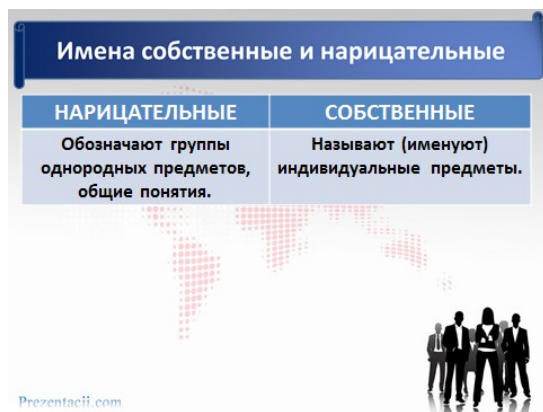 Имена собственные и нарицательные
НАРИЦАТЕЛЬНЫЕ
СОБСТВЕННЫЕ
Обозначают группы
однородных предметов,
общие понятия.
Называют (именуют)
индивидуальные предметы.
Prezentacii.com